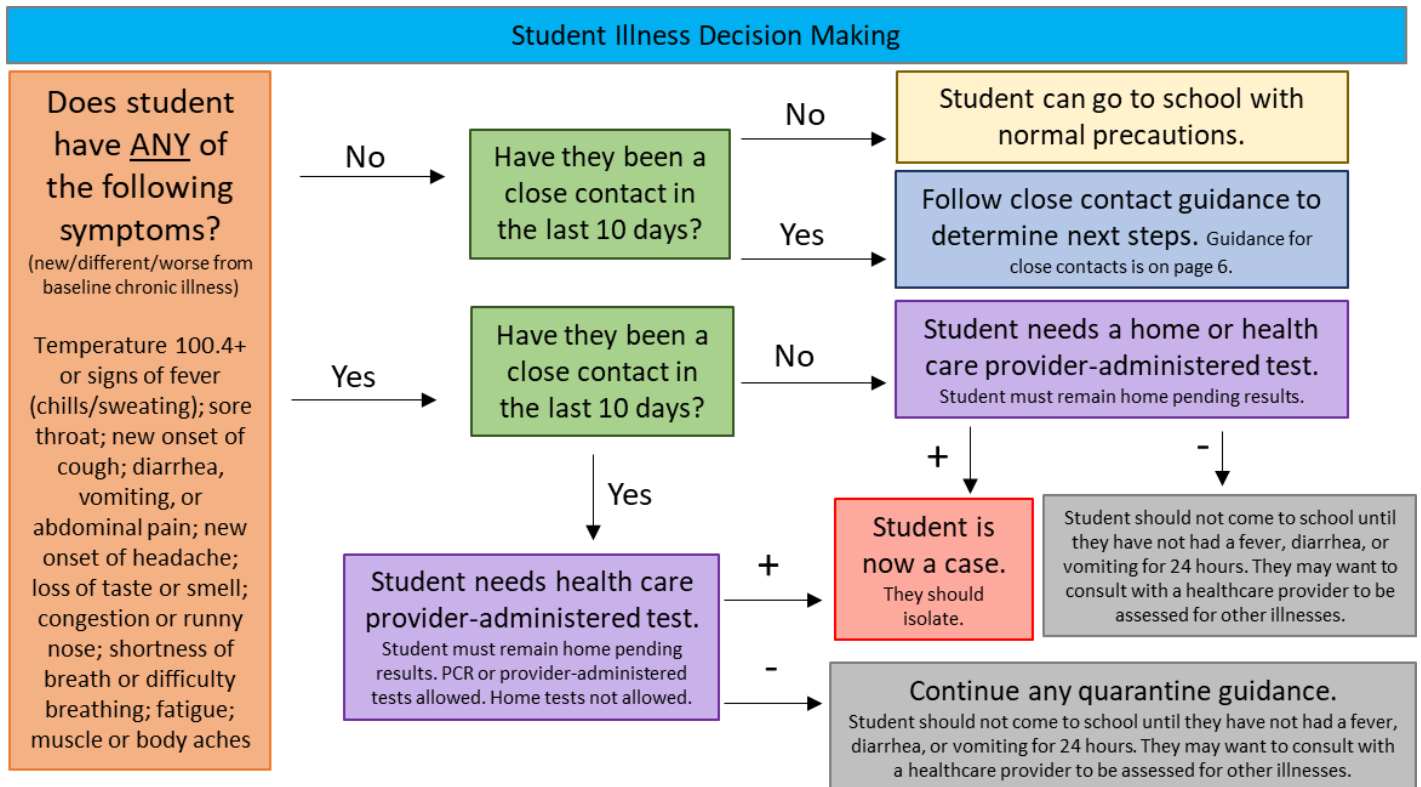 Student Illness Decision Making
Does student
have ANY of
the following
symptoms?
(new/different/worse from
baseline chronic illness)
Temperature 100.4+
or signs of fever
(chills/sweating); sore
throat; new onset of
cough; diarrhea,
vomiting, or
abdominal pain; new
onset of headache;
loss of taste or smell;
congestion or runny
nose; shortness of
breath or difficulty
breathing; fatigue;
muscle or body aches
No
Have they been a
close contact in
the last 10 days?
No
Student can go to school with
normal precautions.
Yes
Follow close contact guidance to
determine next steps. Guidance for
close contacts is on page 6.
Yes
Have they been a
close contact in
the last 10 days?
No
Student needs a home or health
care provider-administered test.
Student must remain home pending results.
+
-
Student is
now a case.
They should
isolate.
Student should not come to school until
they have not had a fever, diarrhea, or
vomiting for 24 hours. They may want to
consult with a healthcare provider to be
assessed for other illnesses.
Yes
Student needs health care
provider-administered test.
Student must remain home pending
results. PCR or provider-administered
tests allowed. Home tests not allowed.
+
-
Continue any quarantine guidance.
Student should not come to school until they have not had a fever,
diarrhea, or vomiting for 24 hours. They may want to consult with
a healthcare provider to be assessed for other illnesses.